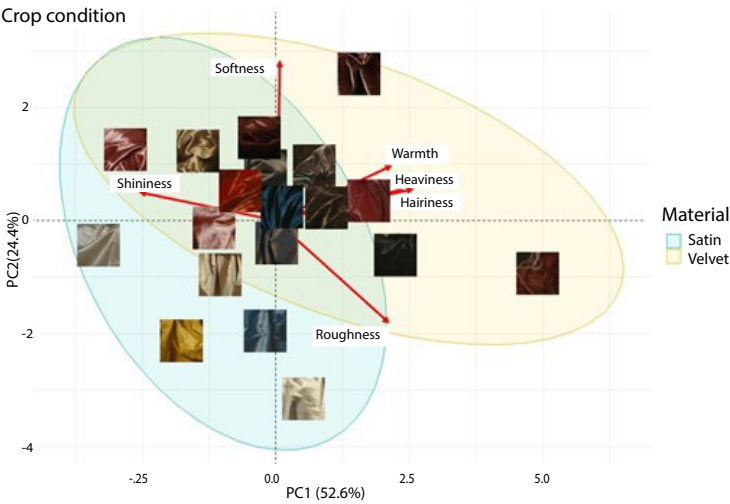 Crop condition
Softness
Warmth
Heaviness
Hairiness
Shininess
Roughness
Material
Satin
Velvet
2
0
-2
-4
PC2(24.4%)
-.25
0.0
2.5
5.0
PC1 (52.6%)